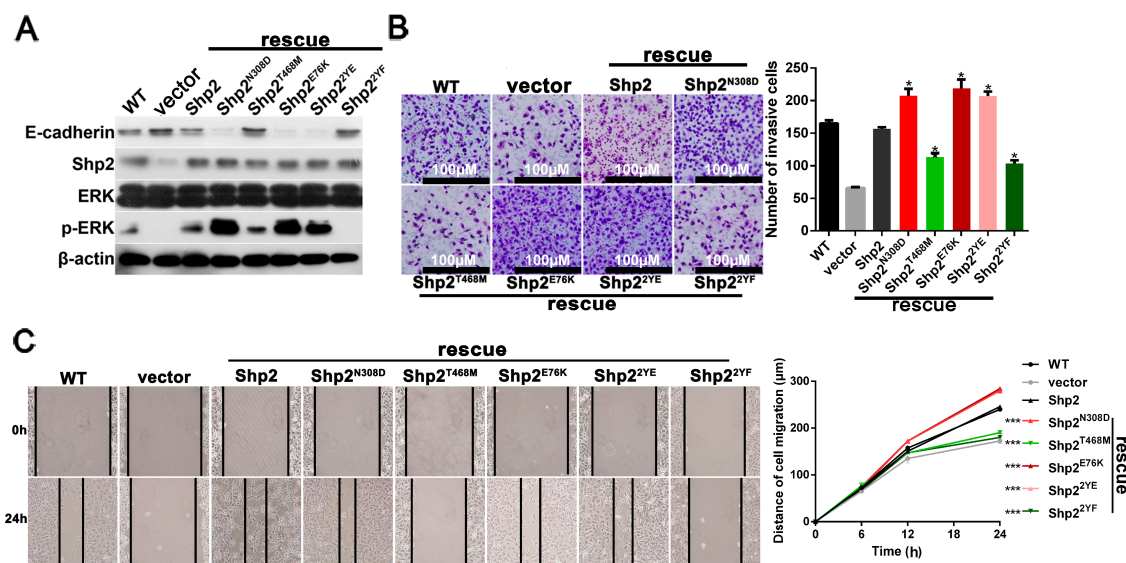 A
rescue
WT
vector
Shp2
Shp2N308D
Shp2T468M
Shp2E76K
Shp22YE
Shp22YF
E-cadherin
Shp2
ERK
p-ERK
β-actin
B
rescue
WT
vector
Shp2
Shp2N308D
100μM
100μM
100μM
100μM
100μM
100μM
100μM
100μM
Shp2T468M
Shp2E76K
Shp22YE
Shp22YF
rescue
Number of invasive cells
250
200
150
100
50
0
*
*
*
*
*
WT
vector
Shp2
Shp2N308D
Shp2T468M
Shp2E76K
Shp22YE
Shp22YF
rescue
C
rescue
WT
vector
Shp2
Shp2N308D
Shp2T468M
Shp2E76K
Shp22YE
Shp22YF
0h
24h
Distance of cell migration (μm)
300
200
100
0
0
6
12
18
24
Time (h)
WT
vector
Shp2
*** Shp2N308D
*** Shp2T468M
*** Shp2E76K
*** Shp22YE
*** Shp22YF
rescue